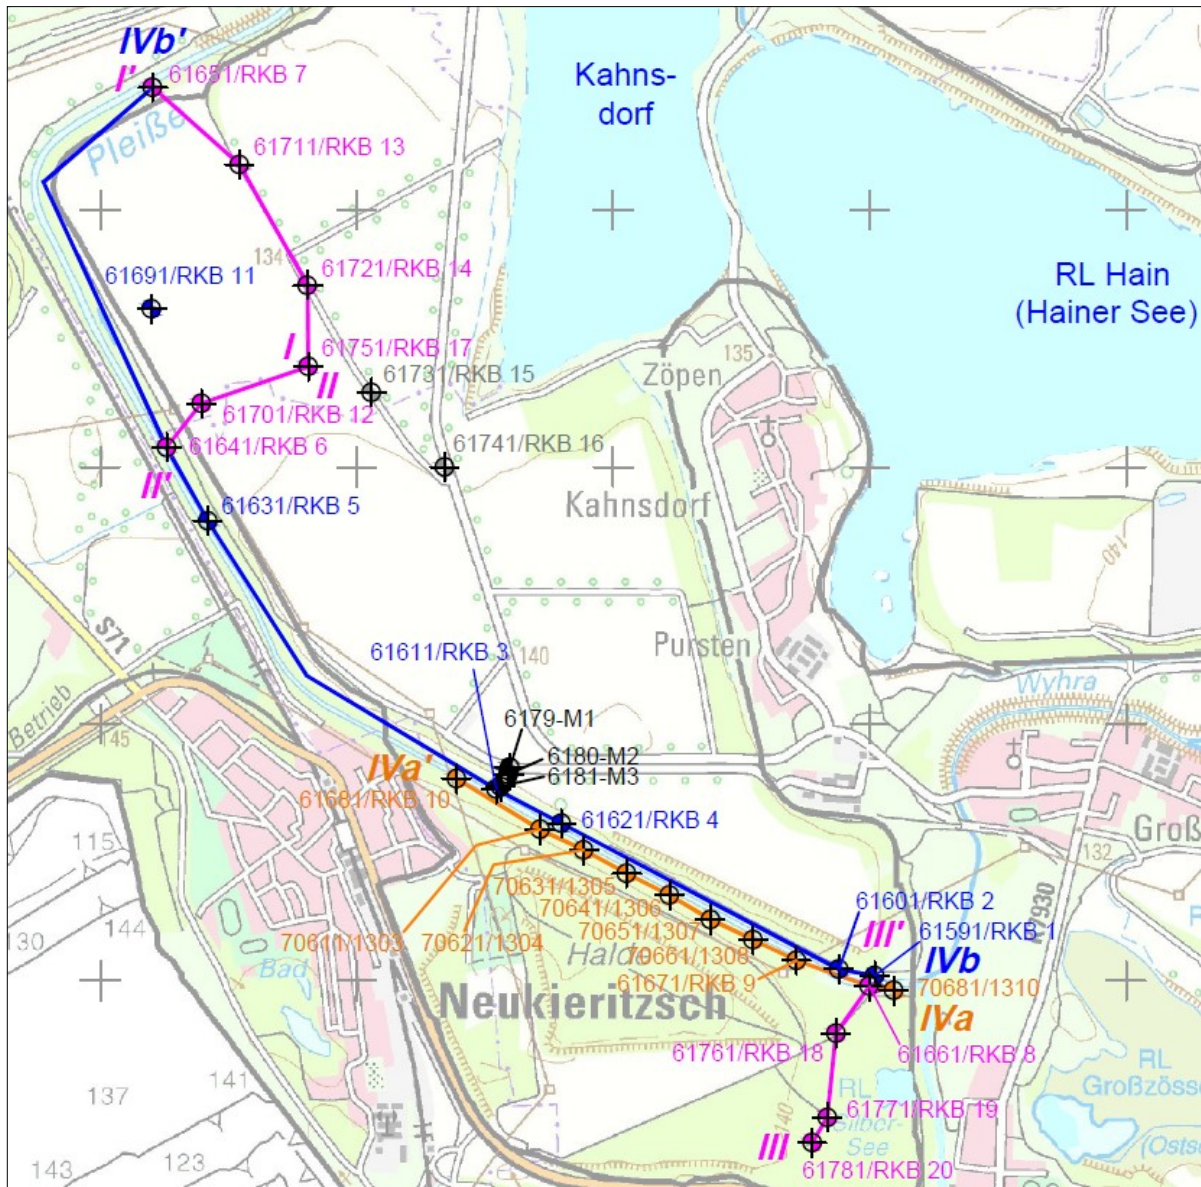 IVb'
I'
61651/RKB 7
Kahns-
dorf
Pleiße
61711/RKB 13
134
61691/RKB 11
61721/RKB 14
RL Hain
(Hainer See)
I
61751/RKB 17
II
61731/RKB 15
Zöpen
135
61701/RKB 12
61641/RKB 6
II'
61741/RKB 16
61631/RKB 5
Kahnsdorf
140
S71
61611/RKB 3
140
Pursten
Wyhra
Betrieb
145
6179-M1
6180-M2
6181-M3
IVa'
61681/RKB 10
61621/RKB 4
Groß
132
115
70631/1305
70641/1306
70651/1307
70661/1308
61671/RKB 9
70611/1303
70621/1304
61601/RKB 2
III'
61591/RKB 1
IVb
K7930
130
144
Halde
Bad
Neukieritzsch
70681/1310
IVa
61761/RKB 18
61661/RKB 8
137
141
RL
Großzöss
(Osts
RL
Silber-
See
140
61771/RKB 19
III
61781/RKB 20
143
123